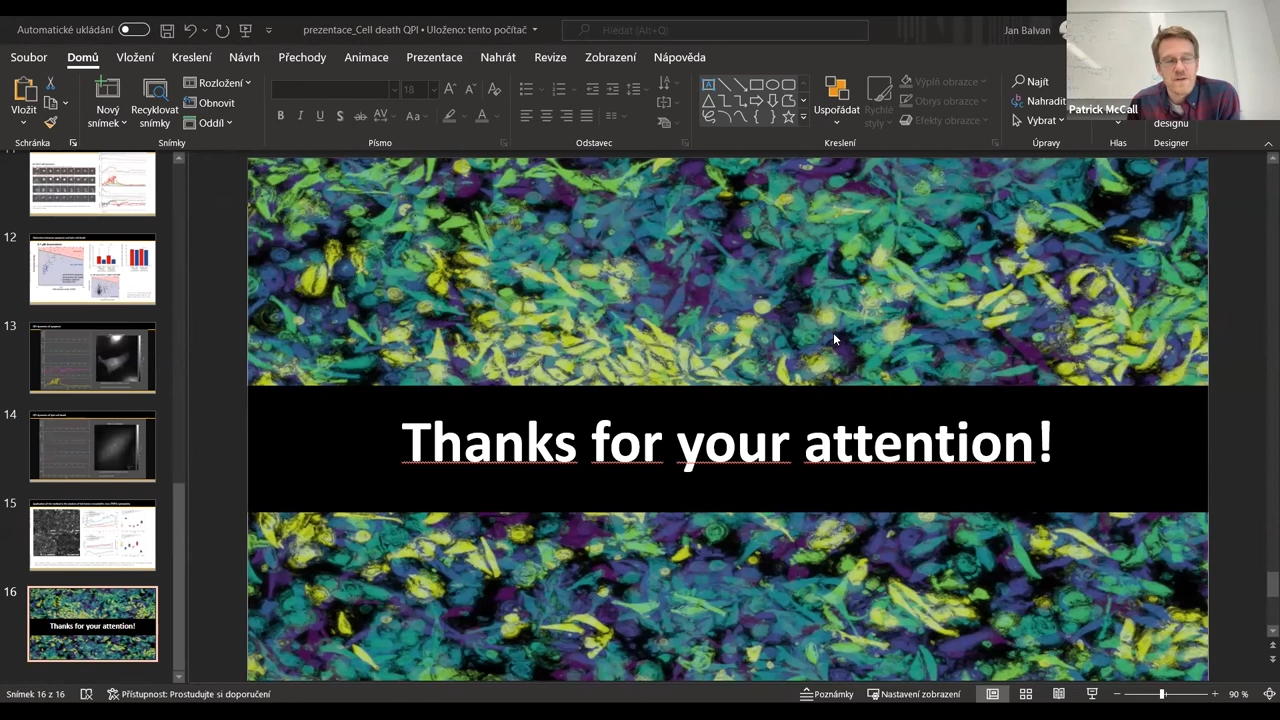 Automatické ukládání
prezentace_Cell death QPI • Uloženo: tento počítač
Hledat (Alt+Q)
Jan Balvan
Soubor Domů Vložení Kreslení Návrh Přechody Animace Prezentace Nahrát Revize Zobrazení Nápověda
Patrick McCall
Vložit
Nový snímek
Recyklovat snímky
Rozložení
Obnovit
Oddíl
18
Uspořádat
Rychlé styly
Výplň obrazce
Obrys obrazce
Efekty obrazce
Najít
Nahradit
Vybrat
designu
Schránka
Snímky
Písmo
Odstavec
Kreslení
Úpravy
Hlas
Designer
12
13
14
15
16
Thanks for your attention!
Thanks for your attention!
Snímek 16 z 16
Přístupnost: Prostudujte si doporučení
Poznámky
Nastavení zobrazení
90 %